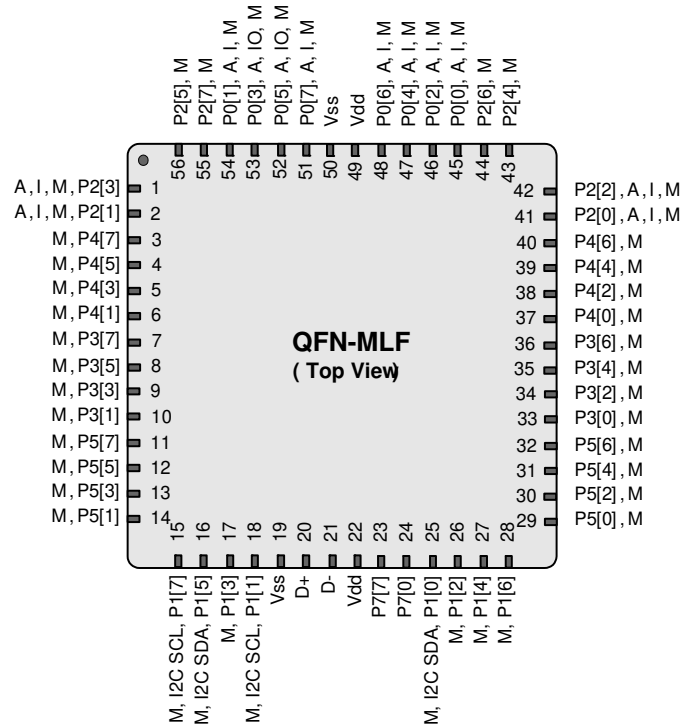 P2[5], M
P2[7], M
P0[1], A, I, M
P0[3], A, IO, M
P0[5], A, IO, M
P0[7], A, I, M
Vss
Vdd
P0[6], A, I, M
P0[4], A, I, M
P0[2], A, I, M
P0[0], A, I, M
P2[6], M
P2[4], M
56
55
54
53
52
51
50
49
48
47
46
45
44
43
A, I, M, P2[3] 1
A, I, M, P2[1] 2
M, P4[7] 3
M, P4[5] 4
M, P4[3] 5
M, P4[1] 6
M, P3[7] 7
M, P3[5] 8
M, P3[3] 9
M, P3[1] 10
M, P5[7] 11
M, P5[5] 12
M, P5[3] 13
M, P5[1] 14
QFN-MLF
( Top View)
42 P2[2], A, I, M
41 P2[0], A, I, M
40 P4[6], M
39 P4[4], M
38 P4[2], M
37 P4[0], M
36 P3[6], M
35 P3[4], M
34 P3[2], M
33 P3[0], M
32 P5[6], M
31 P5[4], M
30 P5[2], M
29 P5[0], M
15
16
17
18
19
20
21
22
23
24
25
26
27
28
M, I2C SCL, P1[7]
M, I2C SDA, P1[5]
M, P1[3]
M, I2C SCL, P1[1]
Vss
D+
D-
Vdd
P7[7]
P7[0]
M, I2C SDA, P1[0]
M, P1[2]
M, P1[4]
M, P1[6]